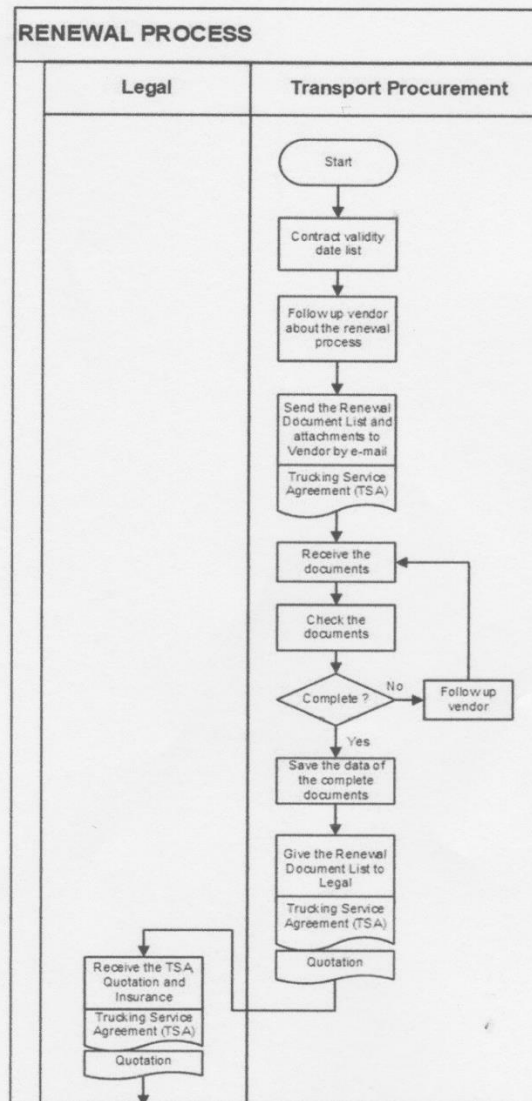 RENEWAL PROCESS
Legal
Transport Procurement
Start
Contract validity
date list
Follow up vendor
about the renewal
process
Send the Renewal
Document List and
attachments to
Vendor by e-mail
Trucking Service
Agreement (TSA)
Receive the
documents
Check the
documents
Complete ?
No
Follow up
vendor
Yes
Save the data of
the complete
documents
Give the Renewal
Document List to
Legal
Trucking Service
Agreement (TSA)
Quotation
Receive the TSA
Quotation and
Insurance
Trucking Service
Agreement (TSA)
Quotation